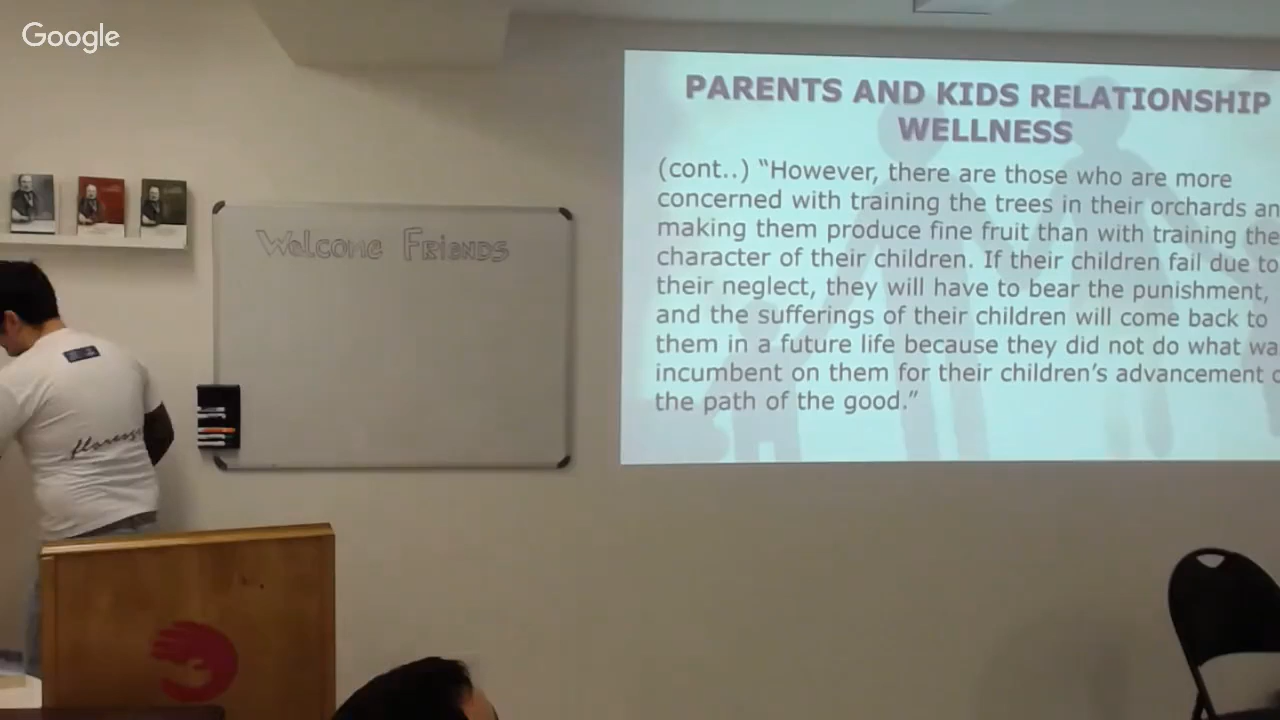 Google
PARENTS AND KIDS RELATIONSHIP
WELLNESS
(cont..) “However, there are those who are more
concerned with training the trees in their orchards an
making them produce fine fruit than with training the
character of their children. If their children fail due to
their neglect, they will have to bear the punishment,
and the sufferings of their children will come back to
them in a future life because they did not do what wa
incumbent on them for their children’s advancement
the path of the good.”
Welcome Friends